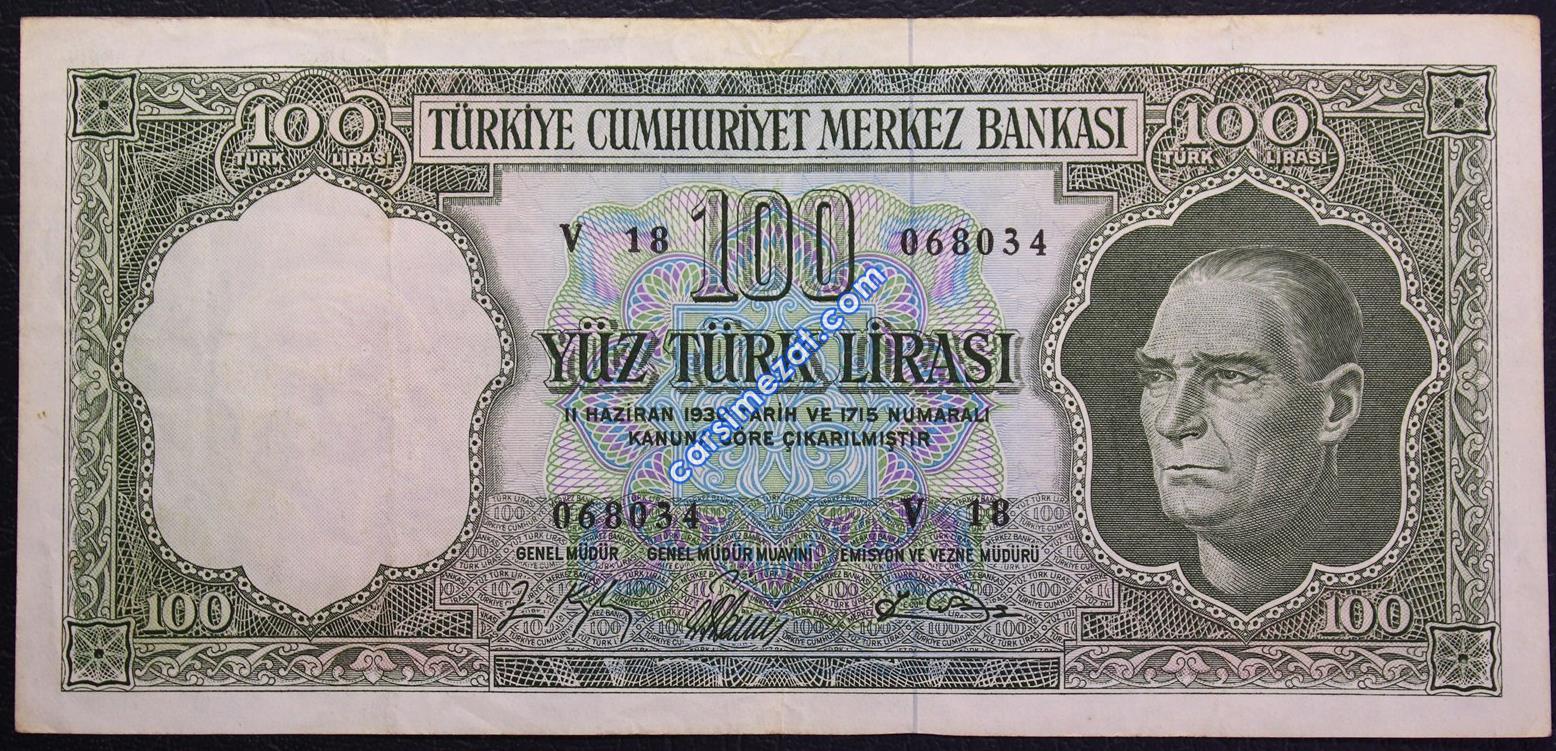 100
TÜRK LİRASI
TÜRKİYE CUMHURİYET MERKEZ BANKASI
100
TÜRK LİRASI
V 18
100
068034
YÜZ TÜRK LİRASI
11 HAZİRAN 193 TARİH VE 1715 NUMARALI
KANUN GÖRE ÇIKARILMIŞTIR
carsimezat.com
068034
V 18
GENEL MÜDÜR GENEL MÜDÜR MUAVİNİ EMİSYON VE VEZNE MÜDÜRÜ
100
100